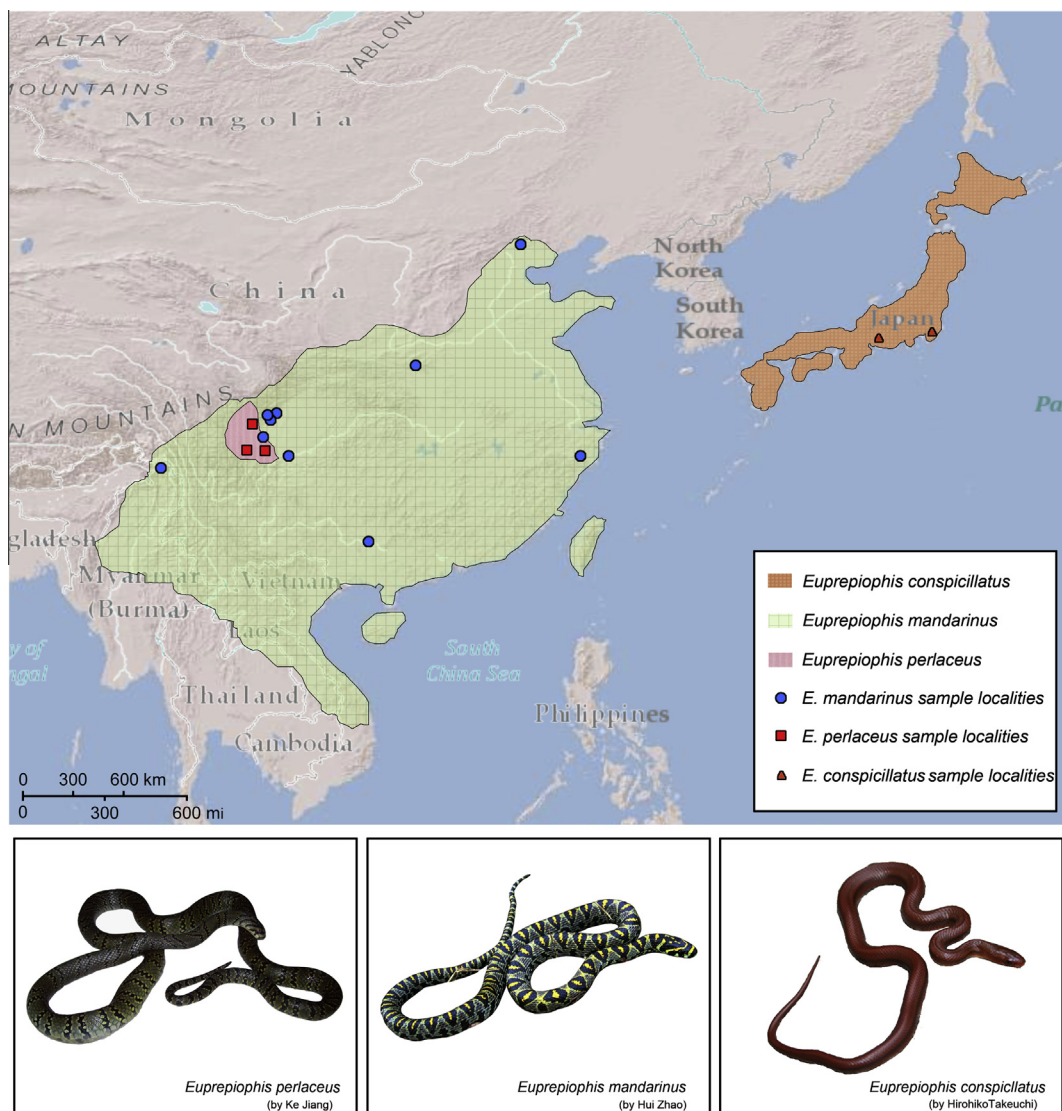 ALTAY
MOUNTAINS
YABLONO
Mongolia
North
Korea
China
South
Korea
Japan
Pa
N MOUNTAINS
gladesh
Myanmar
(Burma)
Vietnam
Laos
y of
ngal
South
China Sea
Thailand
Philippines
Cambodia
Euprepiophis conspicillatus
Euprepiophis mandarinus
Euprepiophis perlaceus
E. mandarinus sample localities
E. perlaceus sample localities
E. conspicillatus sample localities
0 300 600 km
0 300 600 mi
Euprepiophis perlaceus
(by Ke Jiang)
Euprepiophis mandarinus
(by Hui Zhao)
Euprepiophis conspicllatus
(by HirohikoTakeuchi)